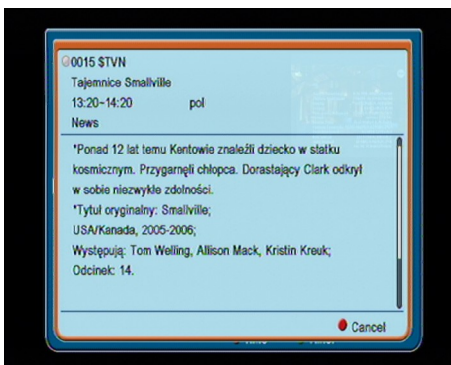 0015 $TVN
Tajemnice Smallville
13:20~14:20 pol
News
"Ponad 12 lat temu Kentowie znaleźli dziecko w statku
kosmicznym. Przygarnęli chłopca. Dorastający Clark odkrył
w sobie niezwykłe zdolności.
"Tytuł oryginalny: Smallville;
USA/Kanada, 2005-2006;
Występują: Tom Welling, Allison Mack, Kristin Kreuk;
Odcinek: 14.
Cancel